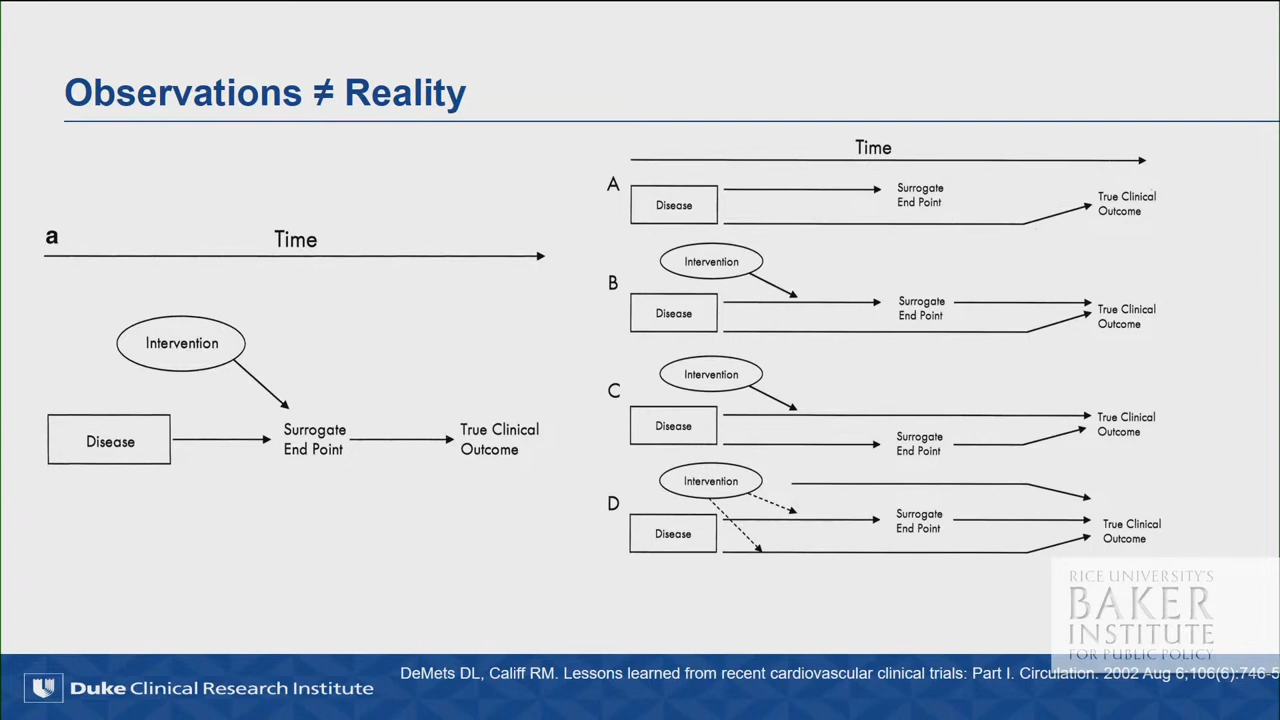 Observations ≠ Reality
a
Time
Intervention
Disease
Surrogate
End Point
True Clinical
Outcome
Time
A
Disease
Surrogate
End Point
True Clinical
Outcome
Intervention
B
Disease
Surrogate
End Point
True Clinical
Outcome
Intervention
C
Disease
True Clinical
Outcome
Surrogate
End Point
Intervention
D
Disease
Surrogate
End Point
True Clinical
Outcome
RICE UNIVERSITY'S
BAKER
INSTITUTE
FOR PUBLIC POLICY
DeMets DL, Califf RM. Lessons learned from recent cardiovascular clinical trials: Part I. Circulation. 2002 Aug 6;106(6):746-5
Duke Clinical Research Institute